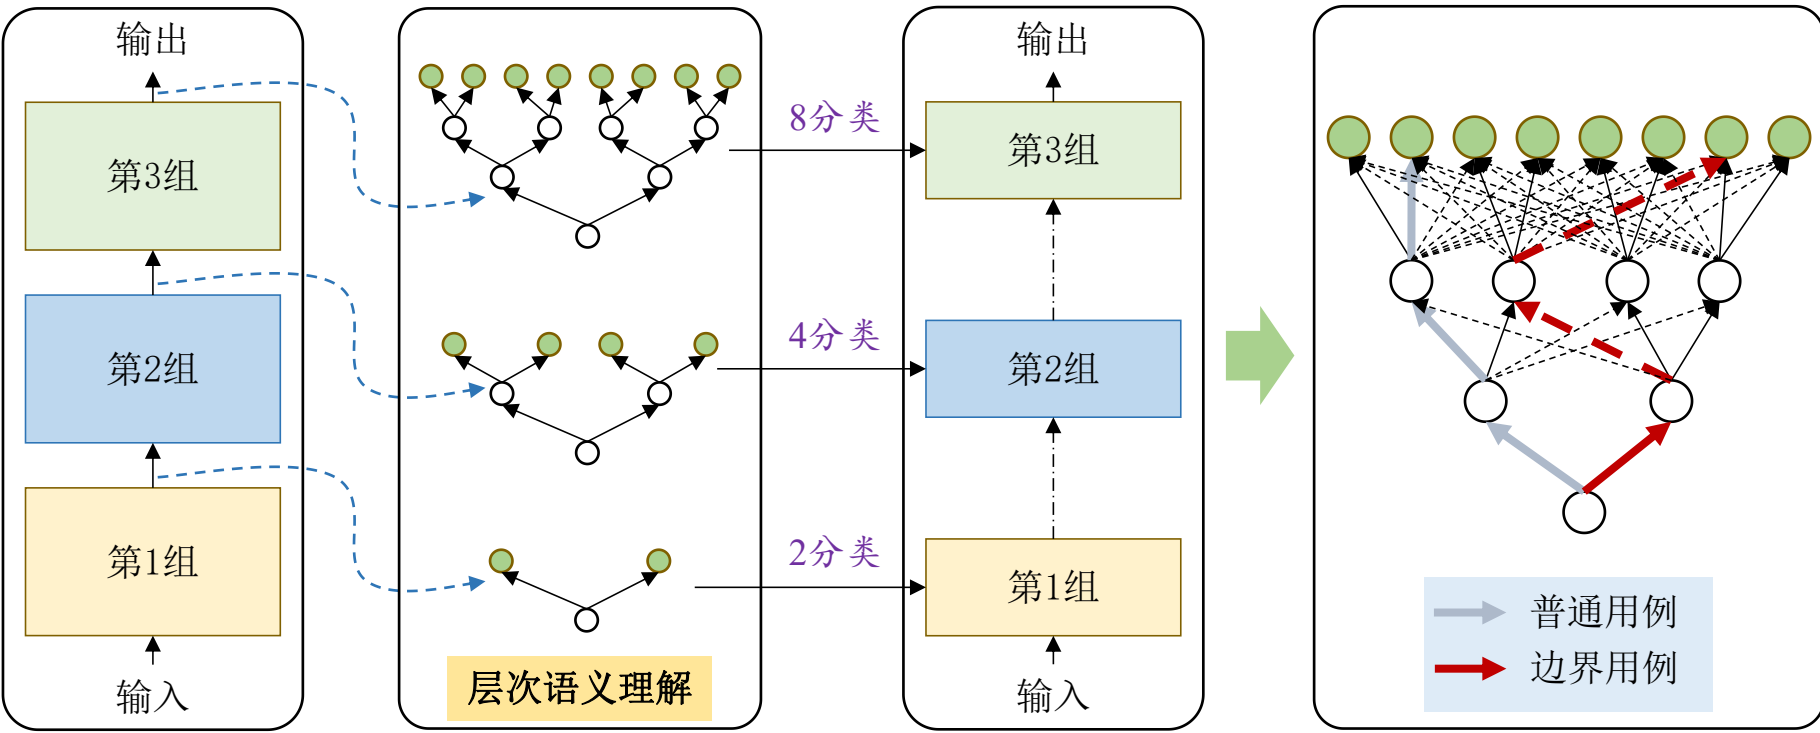 输出
第3组
第2组
第1组
输入
层次语义理解
8分类
4分类
2分类
输出
第3组
第2组
第1组
输入
普通用例
边界用例